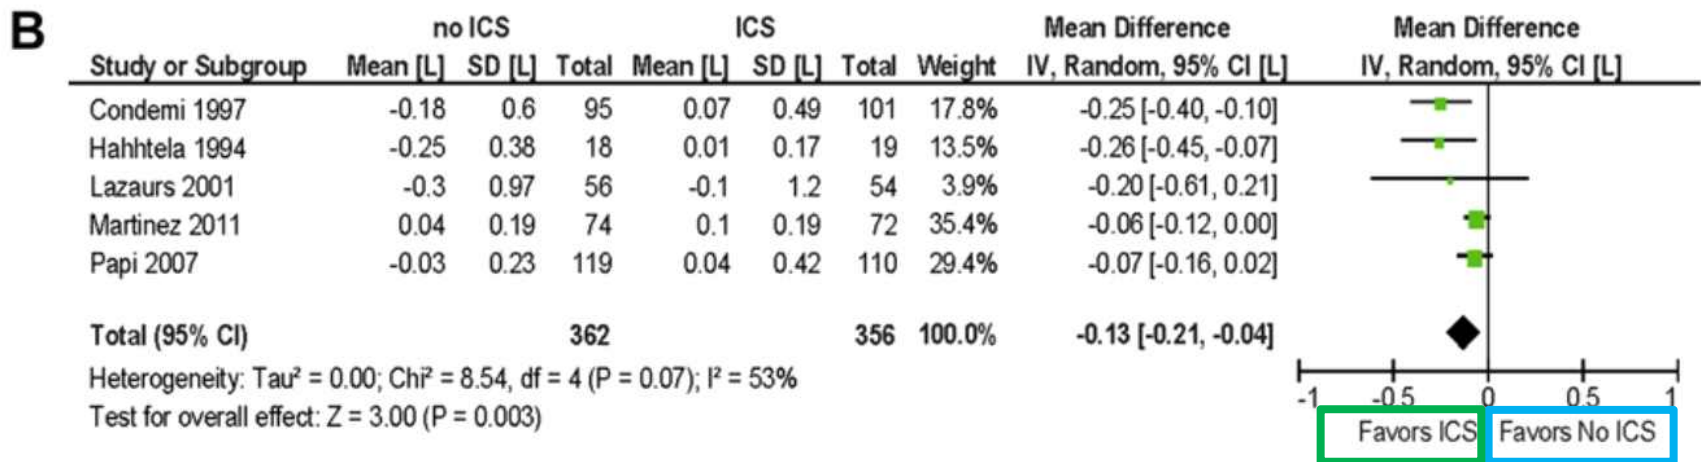 B
no ICS ICS Mean Difference Mean Difference
Study or Subgroup Mean [L] SD [L] Total Mean [L] SD [L] Total Weight IV, Random, 95% CI [L] IV, Random, 95% CI [L]
Condemi 1997 -0.18 0.6 95 0.07 0.49 101 17.8% -0.25 [-0.40, -0.10]
Hahhtela 1994 -0.25 0.38 18 0.01 0.17 19 13.5% -0.26 [-0.45, -0.07]
Lazaurs 2001 -0.3 0.97 56 -0.1 1.2 54 3.9% -0.20 [-0.61, 0.21]
Martinez 2011 0.04 0.19 74 0.1 0.19 72 35.4% -0.06 [-0.12, 0.00]
Papi 2007 -0.03 0.23 119 0.04 0.42 110 29.4% -0.07 [-0.16, 0.02]
Total (95% CI) 362 356 100.0% -0.13 [-0.21, -0.04]
Heterogeneity: Tau² = 0.00; Chi² = 8.54, df = 4 (P = 0.07); I² = 53%
Test for overall effect: Z = 3.00 (P = 0.003)
-1 -0.5 0 0.5 1
Favors ICS Favors No ICS